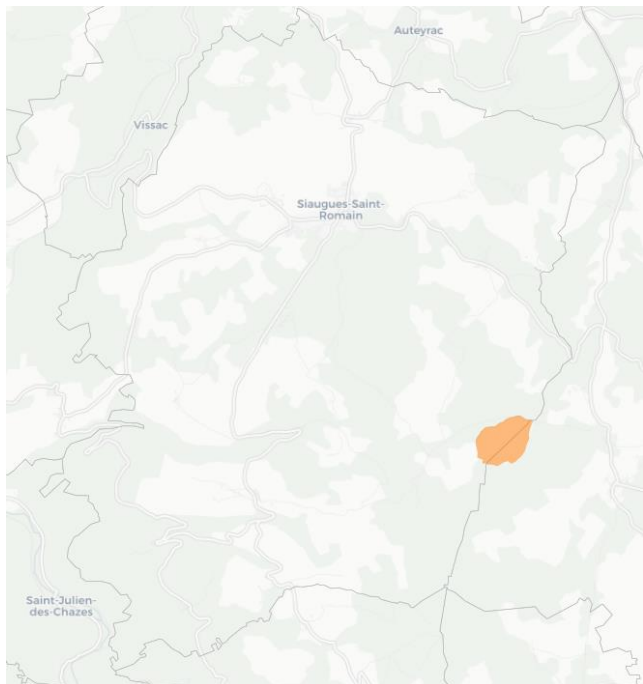 Auteyrac
Vissac
Siaugues-Saint-
Romain
Saint-Julien-
des-Chazes